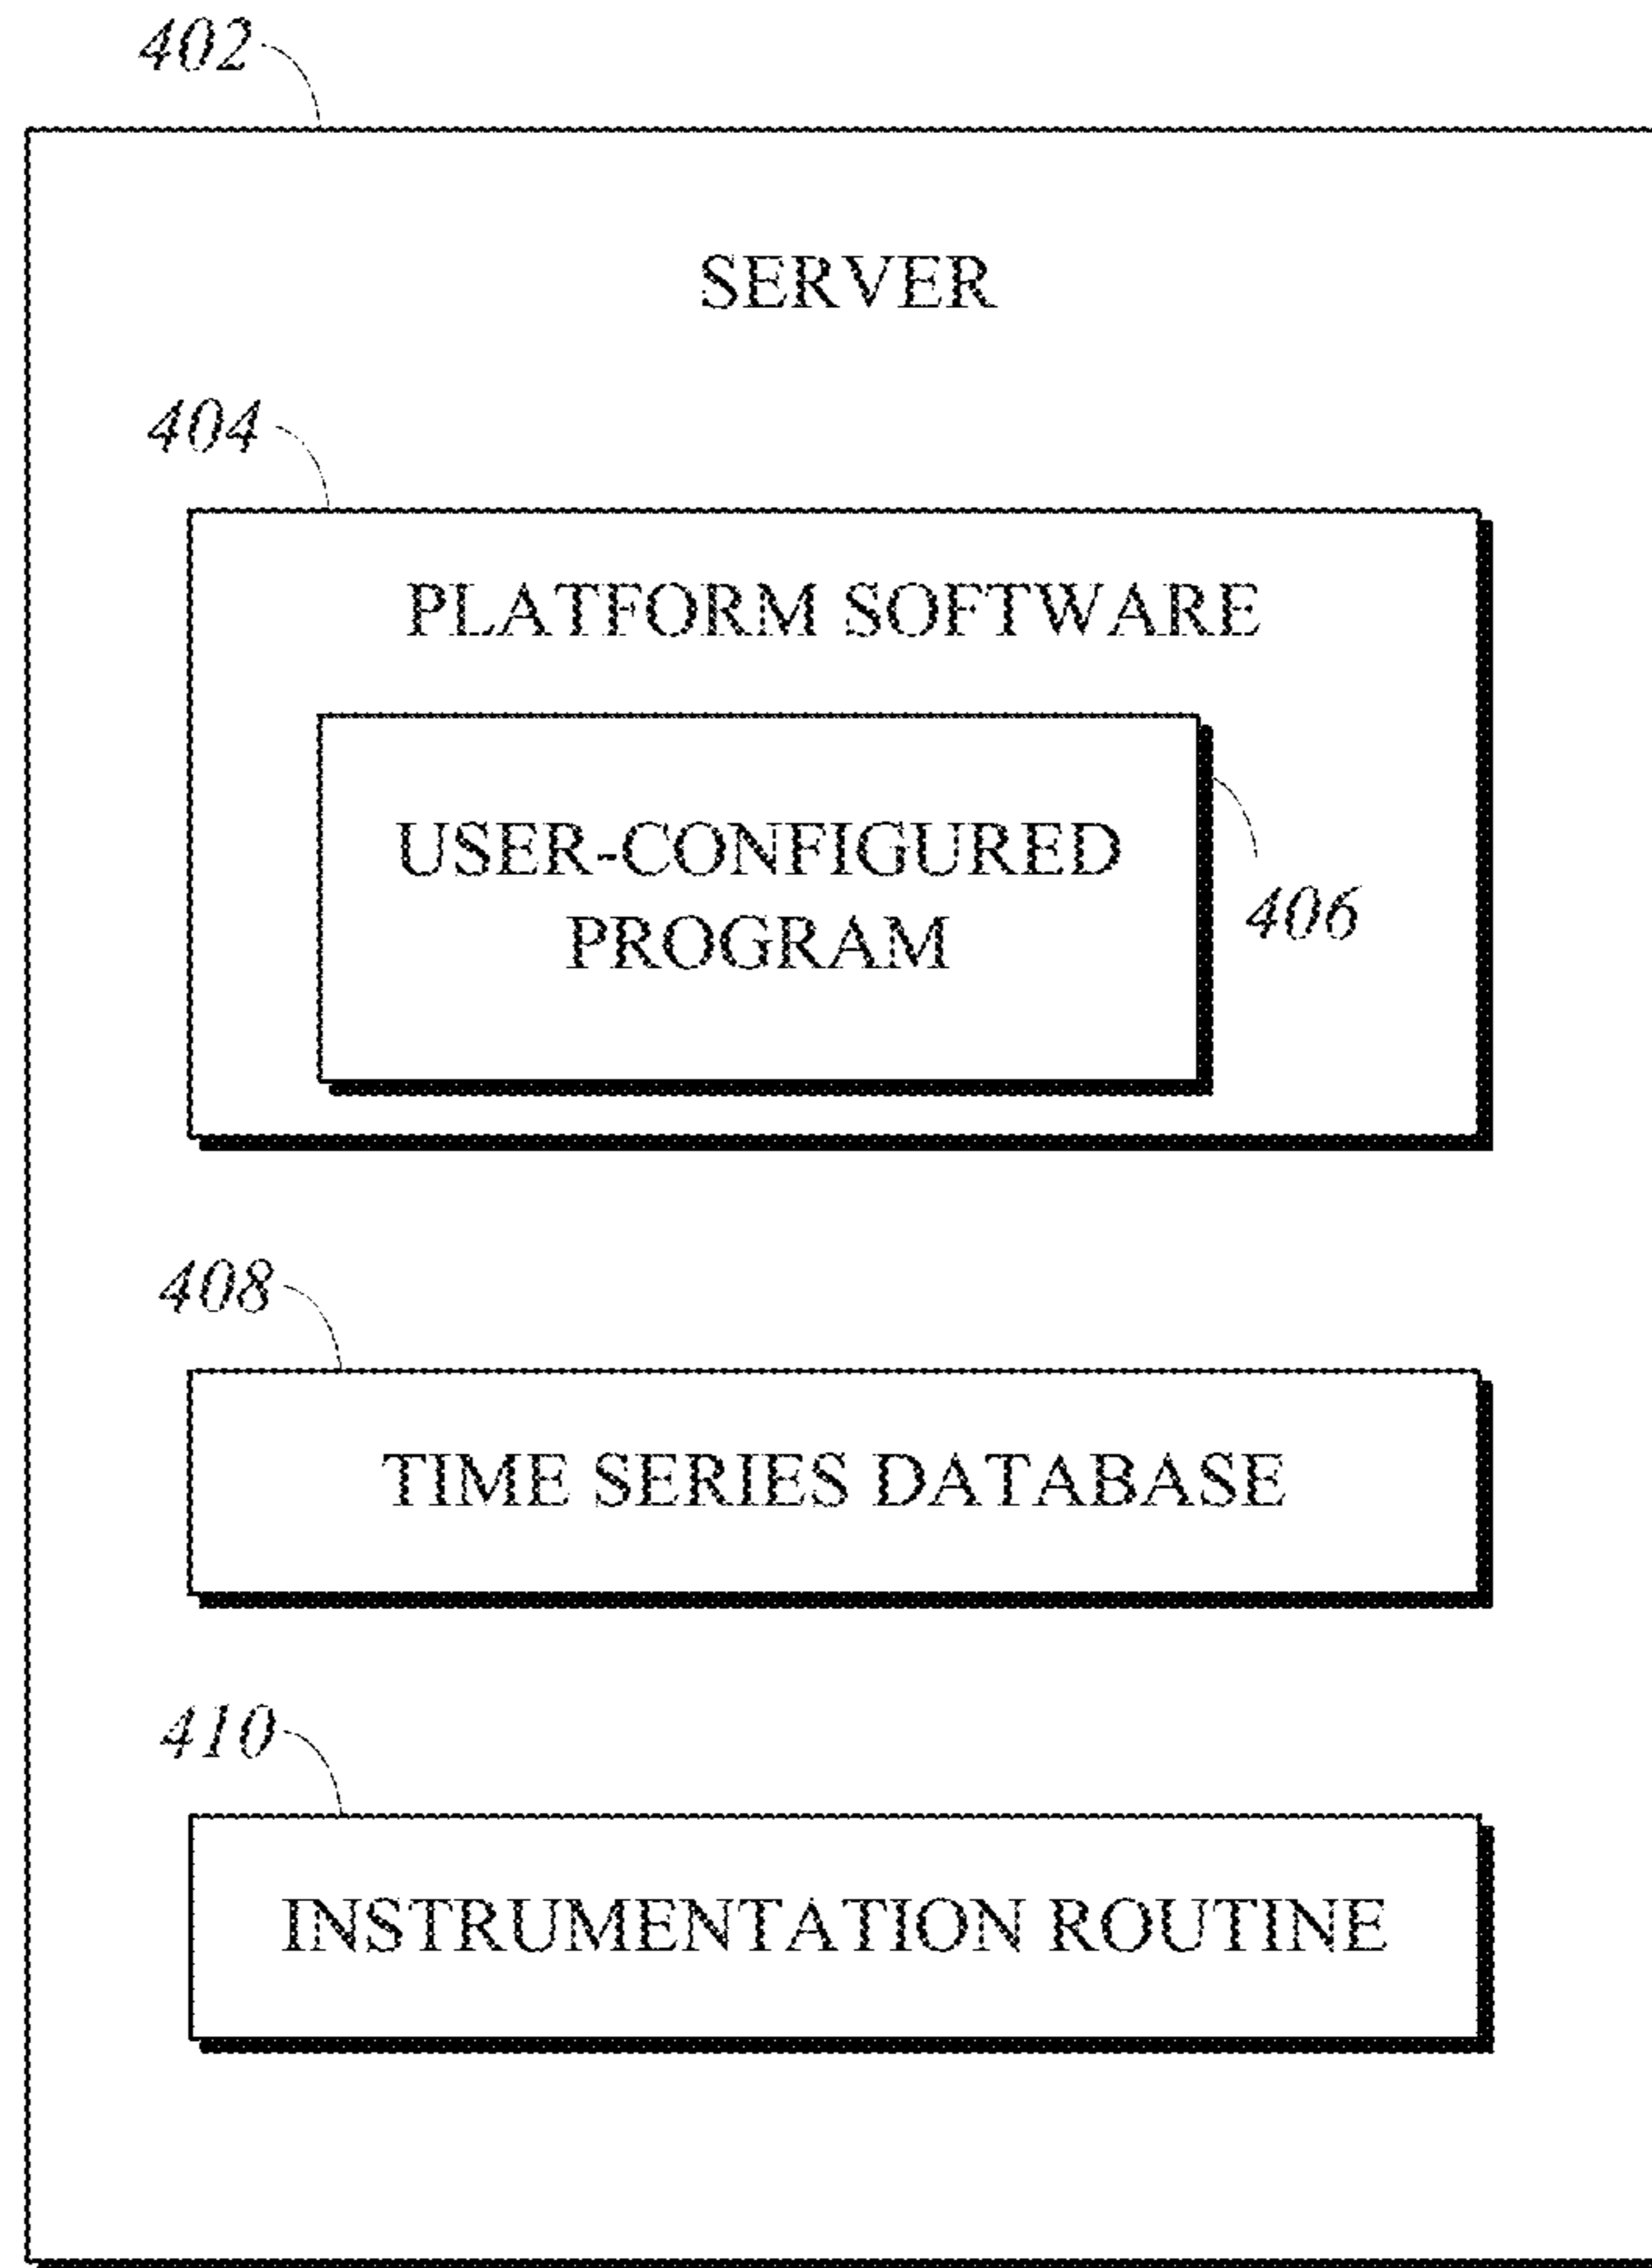 402
SERVER
404
PLATFORM SOFTWARE
USER-CONFIGURED
PROGRAM
406
408
TIME SERIES DATABASE
410
INSTRUMENTATION ROUTINE